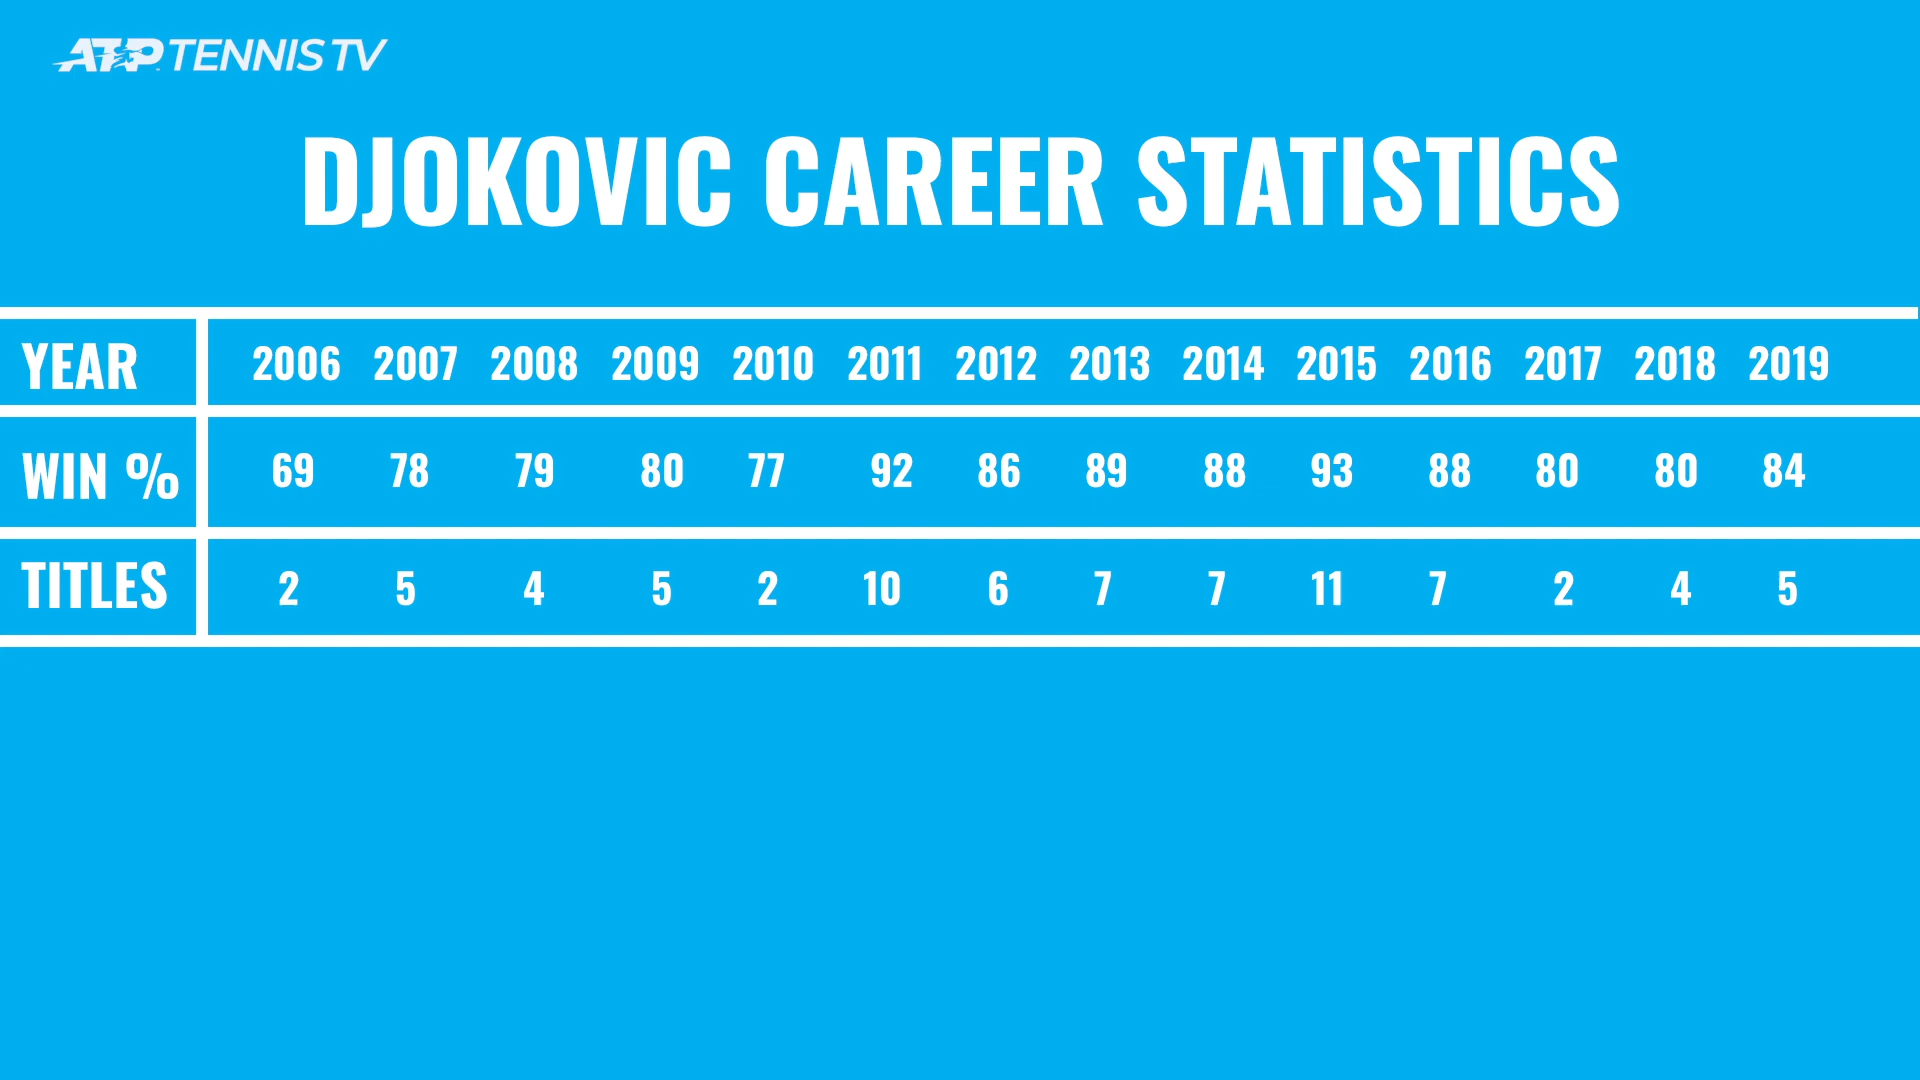 ATP TENNIS TV
DJOKOVIC CAREER STATISTICS
YEAR 2006 2007 2008 2009 2010 2011 2012 2013 2014 2015 2016 2017 2018 2019
WIN % 69 78 79 80 77 92 86 89 88 93 88 80 80 84
TITLES 2 5 4 5 2 10 6 7 7 11 7 2 4 5